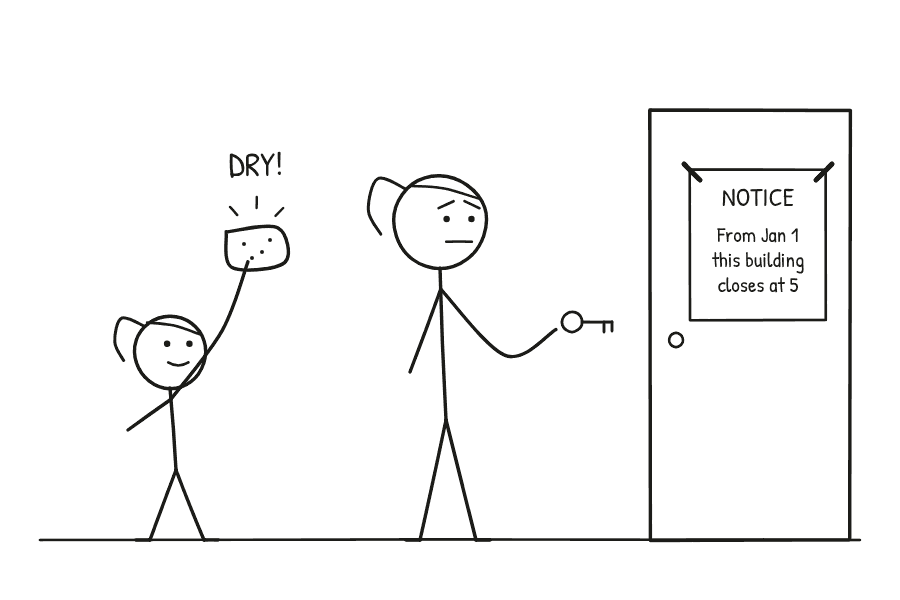 DRY!
NOTICE
From Jan 1
this building
closes at 5